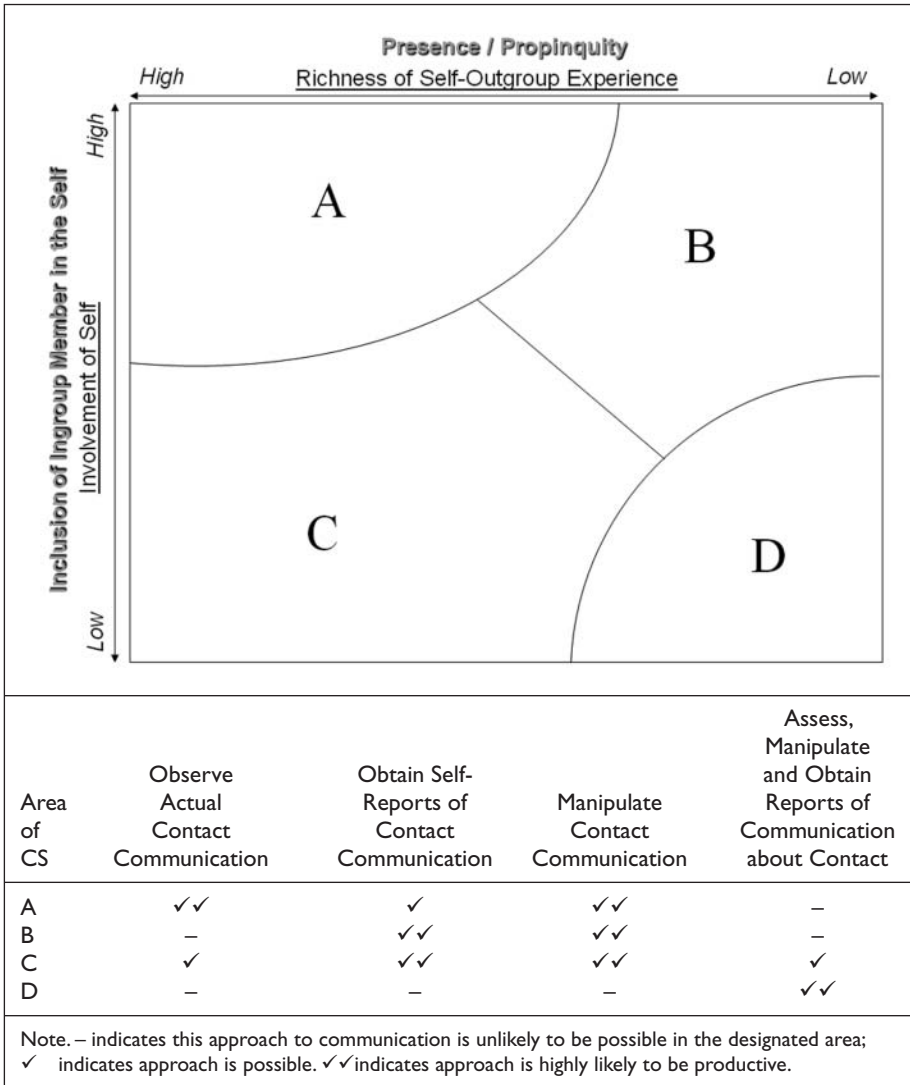 Presence / Propinquity
High Richness of Self-Outgroup Experience Low
High
Inclusion of Ingroup Member in the Self
Involvement of Self
Low
A
B
C
D
Area of CS
Observe Actual Contact Communication
Obtain Self-Reports of Contact Communication
Manipulate Contact Communication
Assess, Manipulate and Obtain Reports of Communication about Contact
A ✓✓ ✓ ✓✓ –
B – ✓✓ ✓✓ –
C ✓ ✓✓ ✓✓ ✓
D – – – ✓✓
Note. – indicates this approach to communication is unlikely to be possible in the designated area;
✓ indicates approach is possible. ✓✓indicates approach is highly likely to be productive.